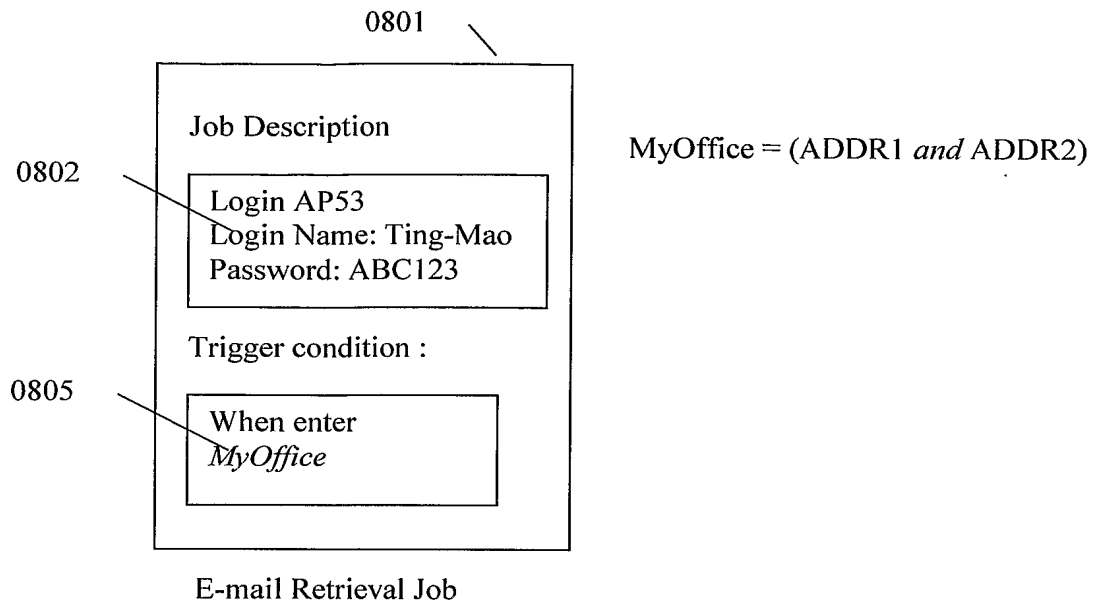 0801
Job Description
MyOffice = (ADDR1 and ADDR2)
0802
Login AP53
Login Name: Ting-Mao
Password: ABC123
Trigger condition :
0805
When enter
MyOffice
E-mail Retrieval Job